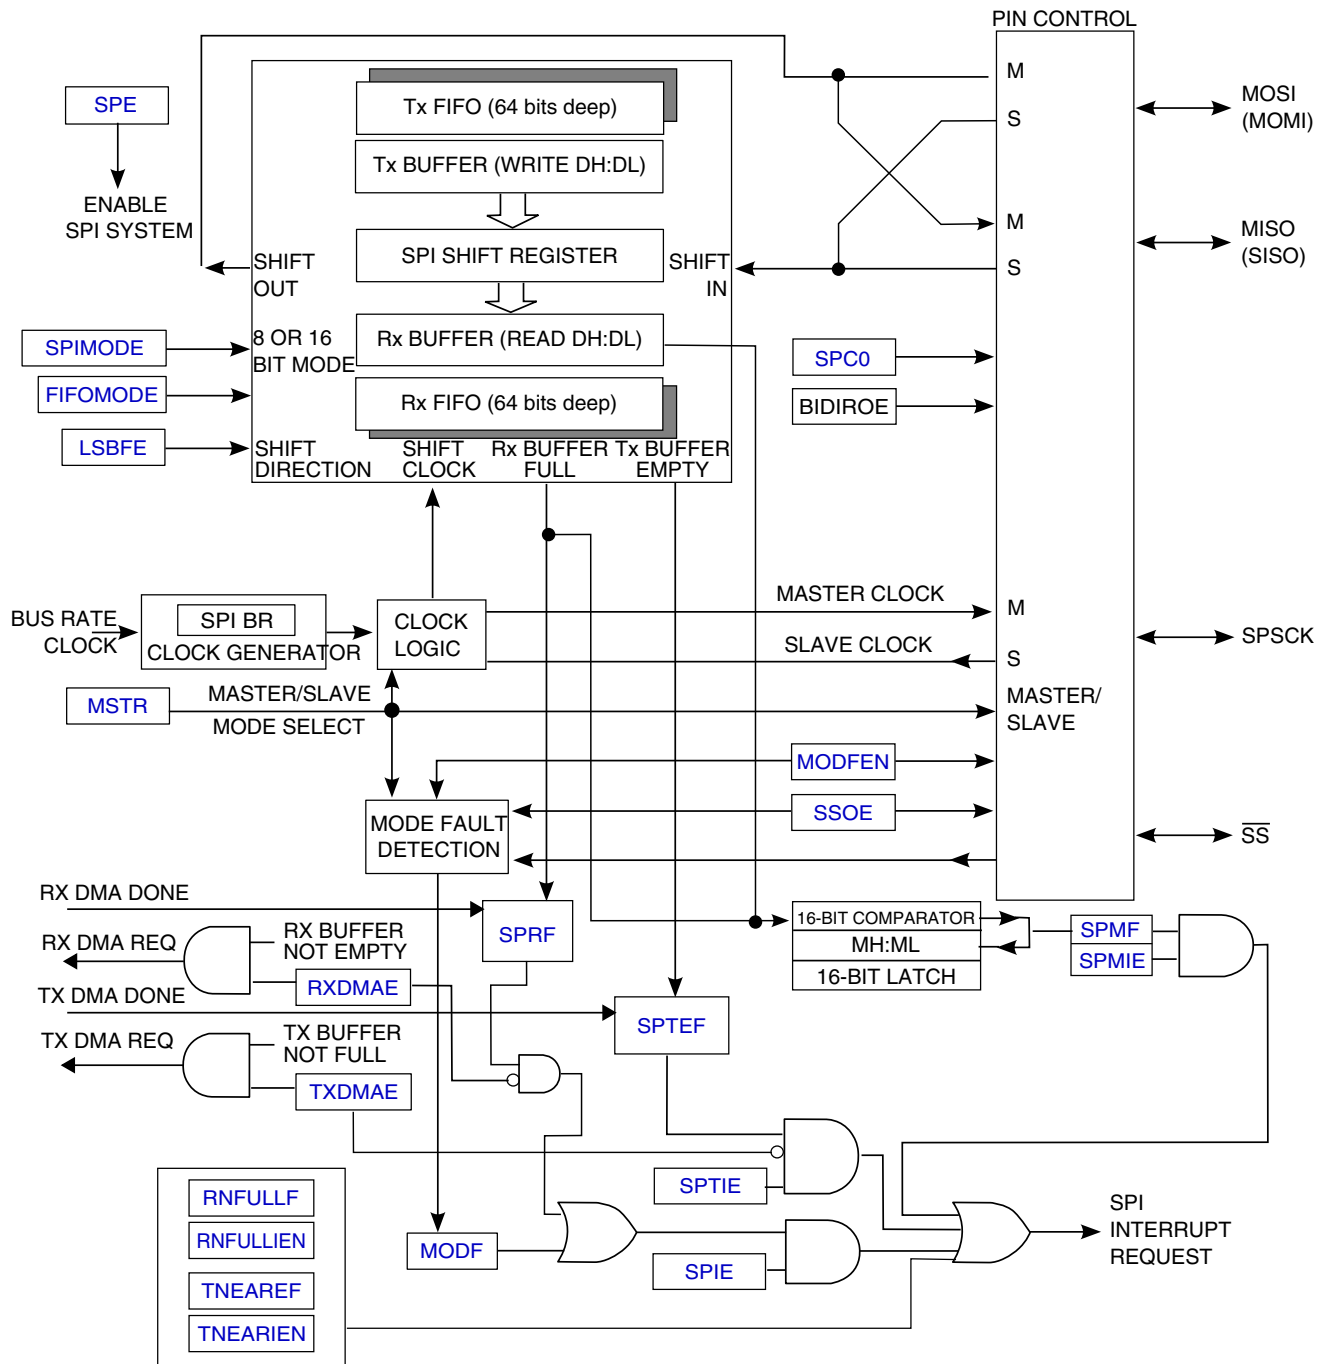 PIN CONTROL
M
S
MOSI
(MOMI)
M
S
MISO
(SISO)
SPE
ENABLE
SPI SYSTEM
Tx FIFO (64 bits deep)
Tx BUFFER (WRITE DH:DL)
SPI SHIFT REGISTER
SHIFT
OUT
SHIFT
IN
Rx BUFFER (READ DH:DL)
8 OR 16
BIT MODE
Rx FIFO (64 bits deep)
SPIMODE
FIFOMODE
LSBFE
SHIFT
DIRECTION
SHIFT
CLOCK
Rx BUFFER
FULL
Tx BUFFER
EMPTY
SPC0
BIDIROE
BUS RATE
CLOCK
SPI BR
CLOCK GENERATOR
CLOCK
LOGIC
MASTER CLOCK
M
SLAVE CLOCK
S
SPSCK
MSTR
MASTER/SLAVE
MODE SELECT
MASTER/
SLAVE
MODFEN
SSOE
MODE FAULT
DETECTION
SS
RX DMA DONE
RX DMA REQ
RX BUFFER
NOT EMPTY
RXDMAE
SPRF
16-BIT COMPARATOR
MH:ML
16-BIT LATCH
SPMF
SPMIE
TX DMA DONE
TX DMA REQ
TX BUFFER
NOT FULL
TXDMAE
SPTEF
SPTIE
RNFULLF
RNFULLIEN
TNEAREF
TNEARIEN
MODF
SPIE
SPI
INTERRUPT
REQUEST